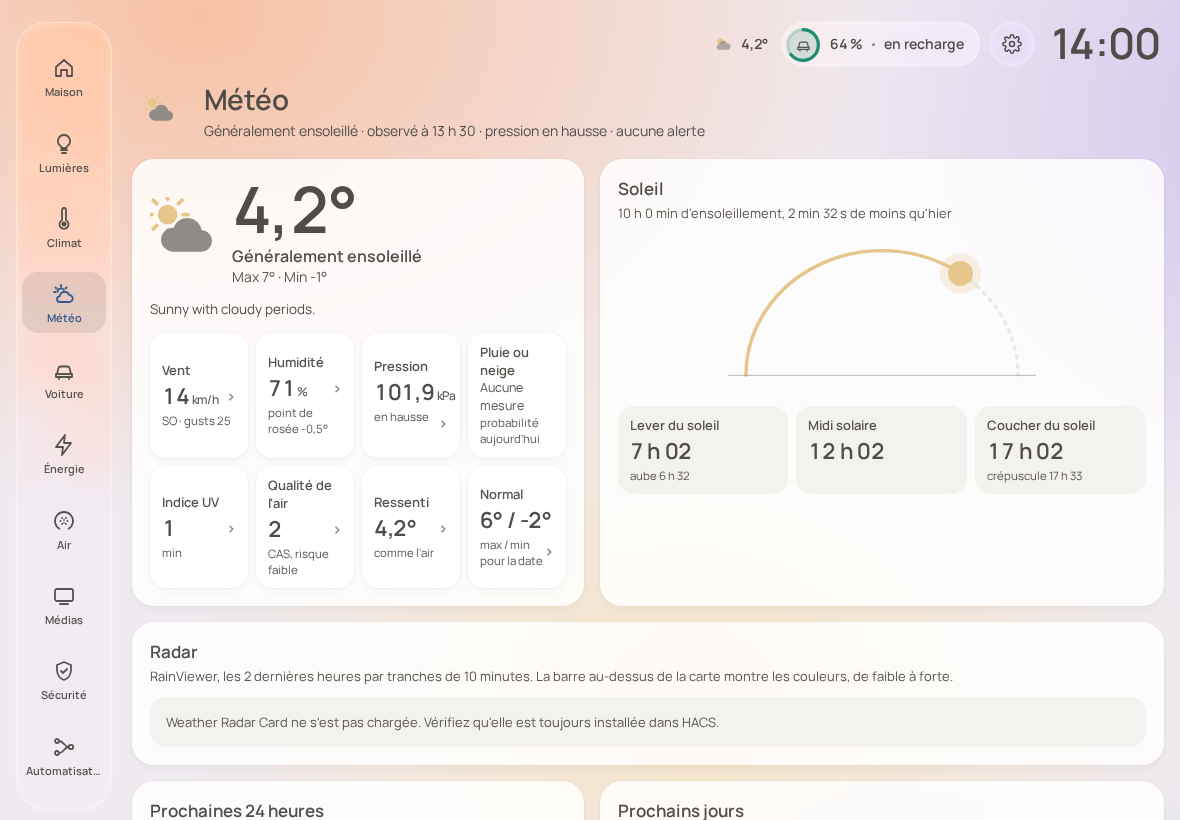 4,2°
64 % • en recharge
14:00
Maison
Lumières
Climat
Météo
Voiture
Énergie
Air
Médias
Sécurité
Automatisat…
Météo
Généralement ensoleillé · observé à 13 h 30 · pression en hausse · aucune alerte
4,2°
Généralement ensoleillé
Max 7° · Min -1°
Sunny with cloudy periods.
Vent
14 km/h
SO · gusts 25
Humidité
71 %
point de
rosée -0,5°
Pression
101,9 kPa
en hausse
Pluie ou
neige
Aucune
mesure
probabilité
aujourd'hui
Indice UV
1
min
Qualité de
l'air
2
CAS, risque
faible
Ressenti
4,2°
comme l'air
Normal
6° / -2°
max / min
pour la date
Soleil
10 h 0 min d'ensoleillement, 2 min 32 s de moins qu'hier
Lever du soleil
7 h 02
aube 6 h 32
Midi solaire
12 h 02
Coucher du soleil
17 h 02
crépuscule 17 h 33
Radar
RainViewer, les 2 dernières heures par tranches de 10 minutes. La barre au-dessus de la carte montre les couleurs, de faible à forte.
Weather Radar Card ne s'est pas chargée. Vérifiez qu'elle est toujours installée dans HACS.
Prochaines 24 heures
Prochains jours